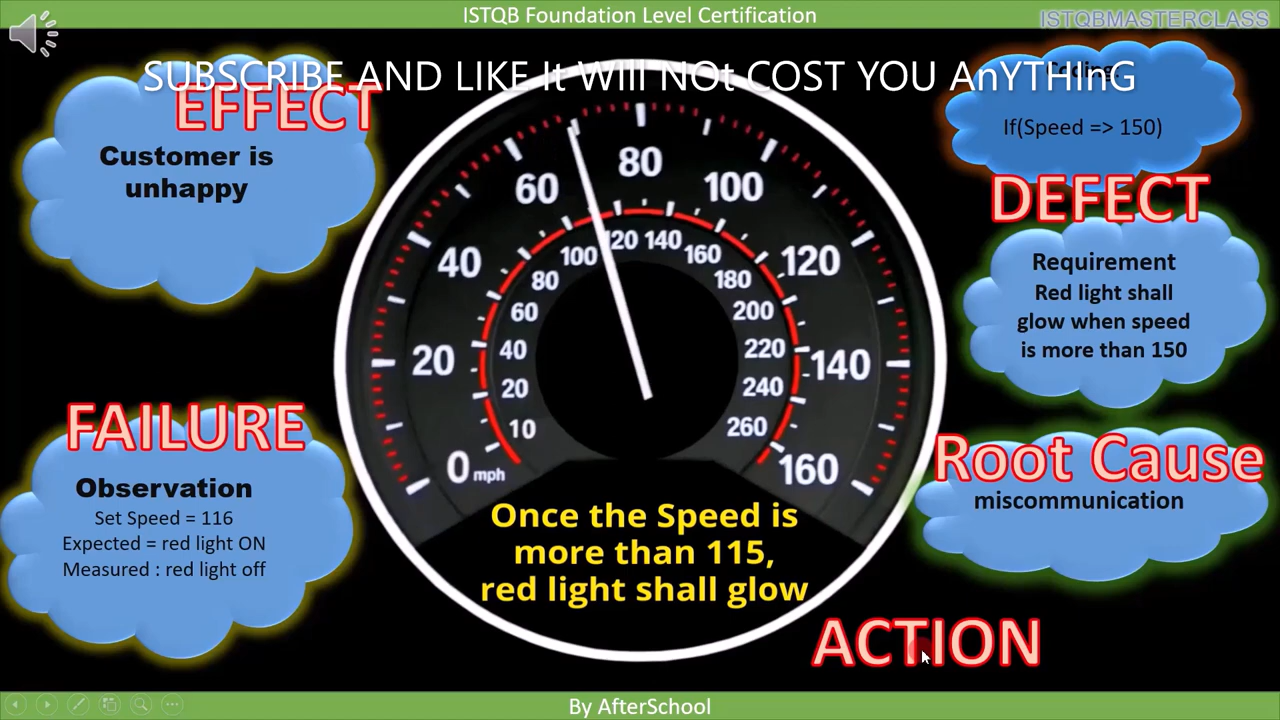 ISTQB Foundation Level Certification
ISTQBMASTERCLASS
SUBSCRIBE AND LIKE It WIll NOt COST YOU AnYTHInG
EFFECT
Customer is
unhappy
If(Speed => 150)
DEFECT
Requirement
Red light shall
glow when speed
is more than 150
FAILURE
Observation
Set Speed = 116
Expected = red light ON
Measured : red light off
Root Cause
miscommunication
0 mph
20
40
60
80
100
120
140
160
10
20
40
60
80
100
120
140
160
180
200
220
240
260
Once the Speed is
more than 115,
red light shall glow
ACTION
By AfterSchool